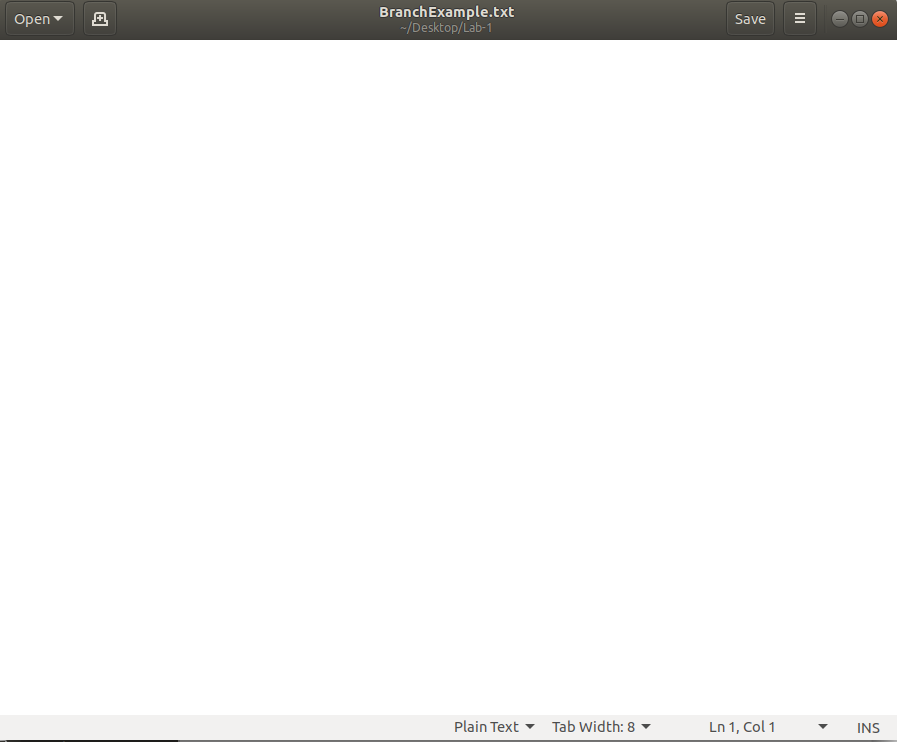 Open
BranchExample.txt
~/Desktop/Lab-1
Save
Plain Text
Tab Width: 8
Ln 1, Col 1
INS